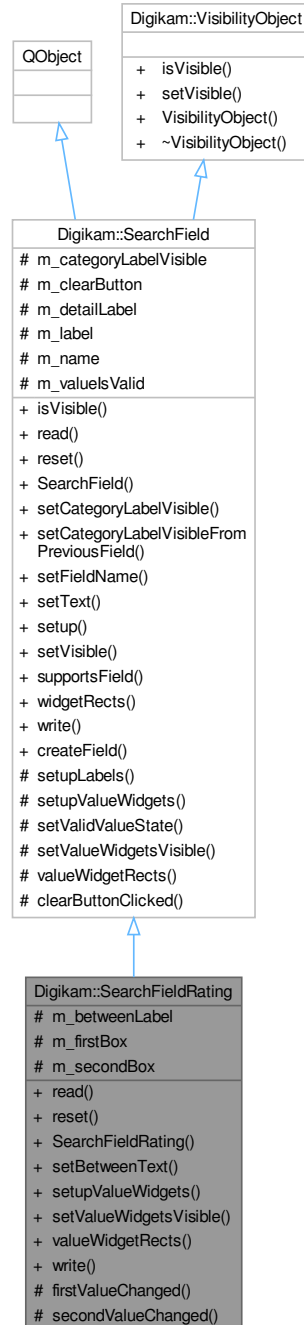 Digikam::VisibilityObject
+ isVisible()
+ setVisible()
+ VisibilityObject()
+ ~VisibilityObject()
QObject
Digikam::SearchField
# m_categoryLabelVisible
# m_clearButton
# m_detailLabel
# m_label
# m_name
# m_valueIsValid
+ isVisible()
+ read()
+ reset()
+ SearchField()
+ setCategoryLabelVisible()
+ setCategoryLabelVisibleFrom
PreviousField()
+ setFieldName()
+ setText()
+ setup()
+ setVisible()
+ supportsField()
+ widgetRects()
+ write()
+ createField()
# setupLabels()
# setupValueWidgets()
# setValidValueState()
# setValueWidgetsVisible()
# valueWidgetRects()
# clearButtonClicked()
Digikam::SearchFieldRating
# m_betweenLabel
# m_firstBox
# m_secondBox
+ read()
+ reset()
+ SearchFieldRating()
+ setBetweenText()
+ setupValueWidgets()
+ setValueWidgetsVisible()
+ valueWidgetRects()
+ write()
# firstValueChanged()
# secondValueChanged()